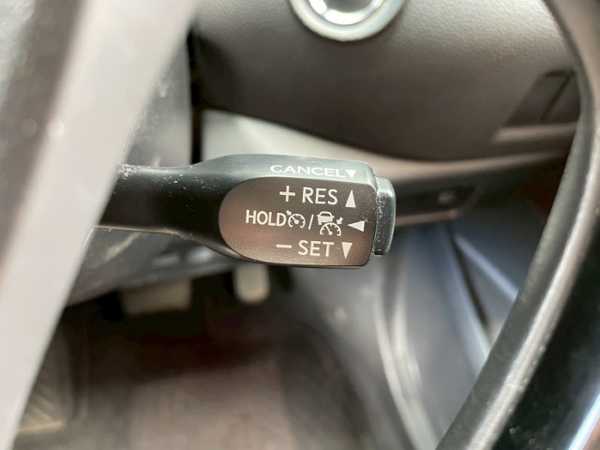 CANCEL▼
+ RES ▲
HOLD / ◀
− SET ▼